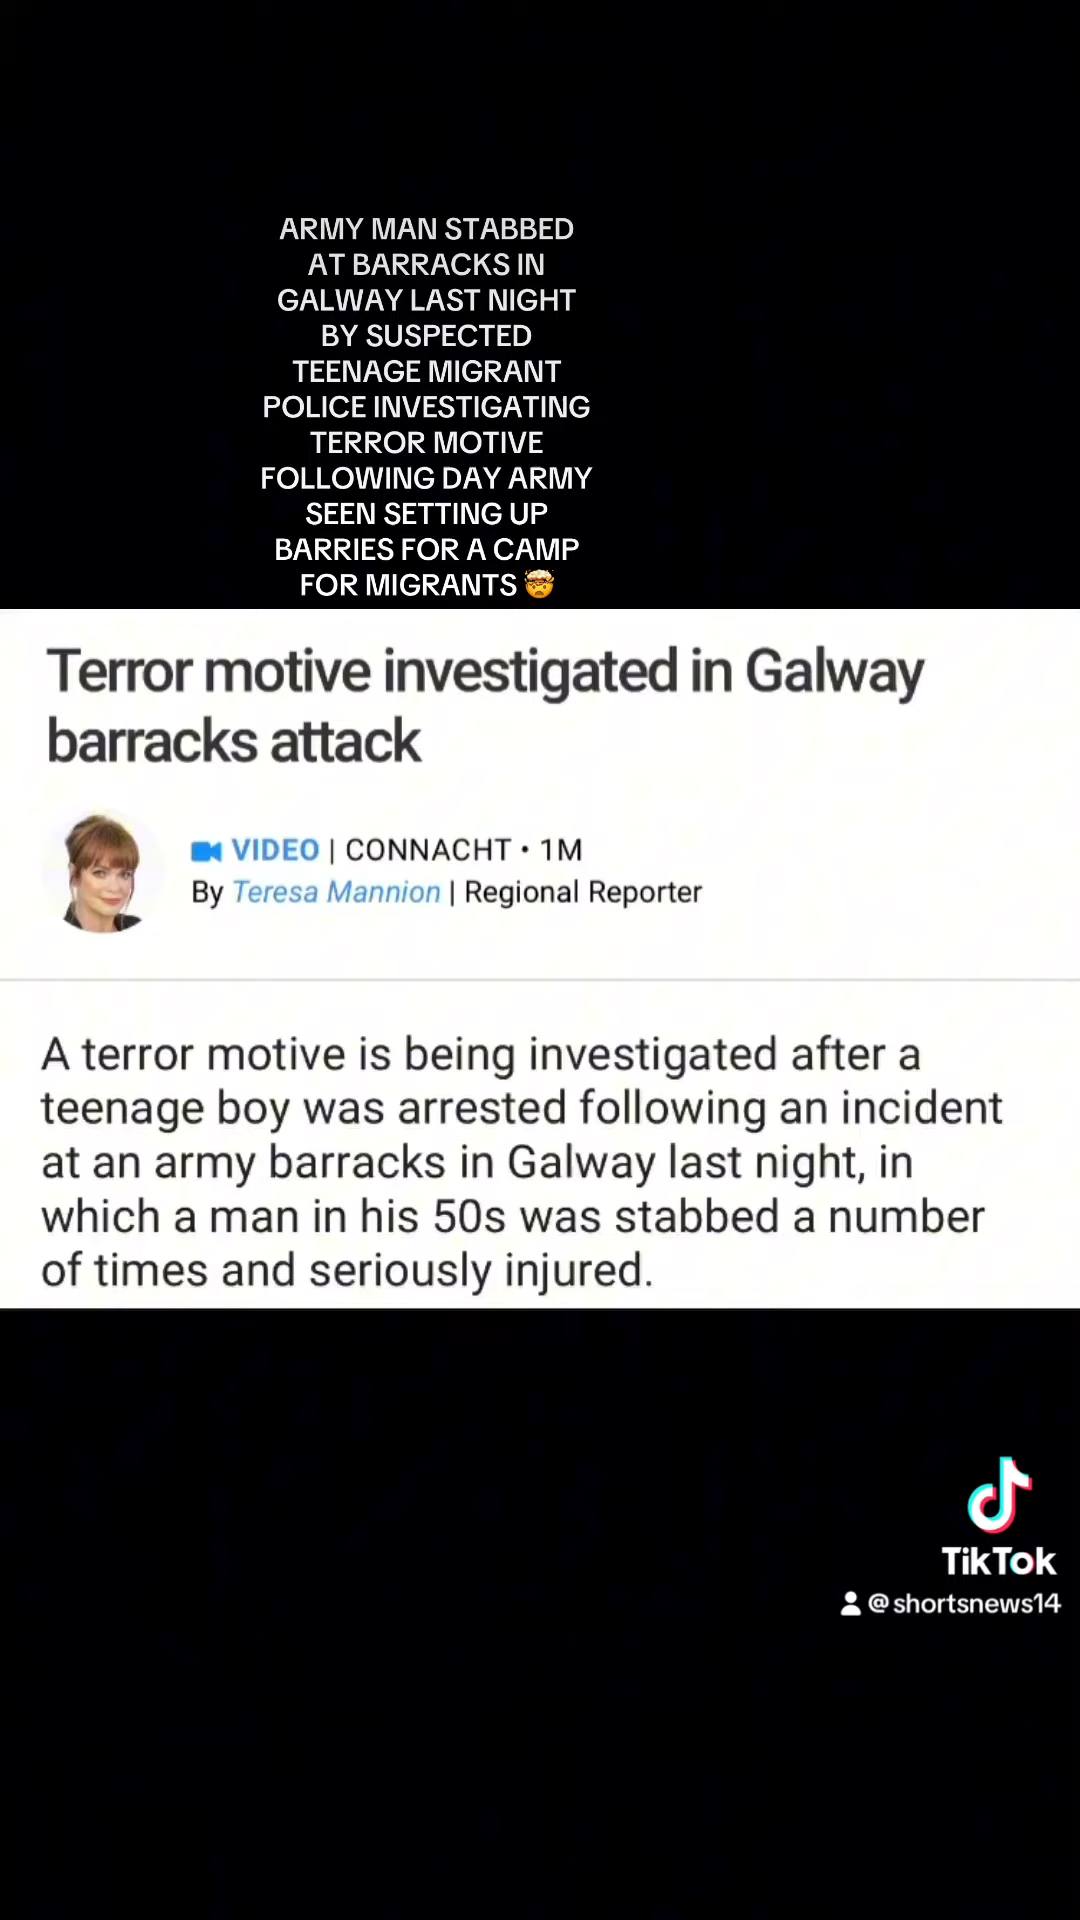 ARMY MAN STABBED
AT BARRACKS IN
GALWAY LAST NIGHT
BY SUSPECTED
TEENAGE MIGRANT
POLICE INVESTIGATING
TERROR MOTIVE
FOLLOWING DAY ARMY
SEEN SETTING UP
BARRIES FOR A CAMP
FOR MIGRANTS 🤯
Terror motive investigated in Galway
barracks attack
VIDEO | CONNACHT • 1M
By Teresa Mannion | Regional Reporter
A terror motive is being investigated after a
teenage boy was arrested following an incident
at an army barracks in Galway last night, in
which a man in his 50s was stabbed a number
of times and seriously injured.
TikTok
@shortsnews14